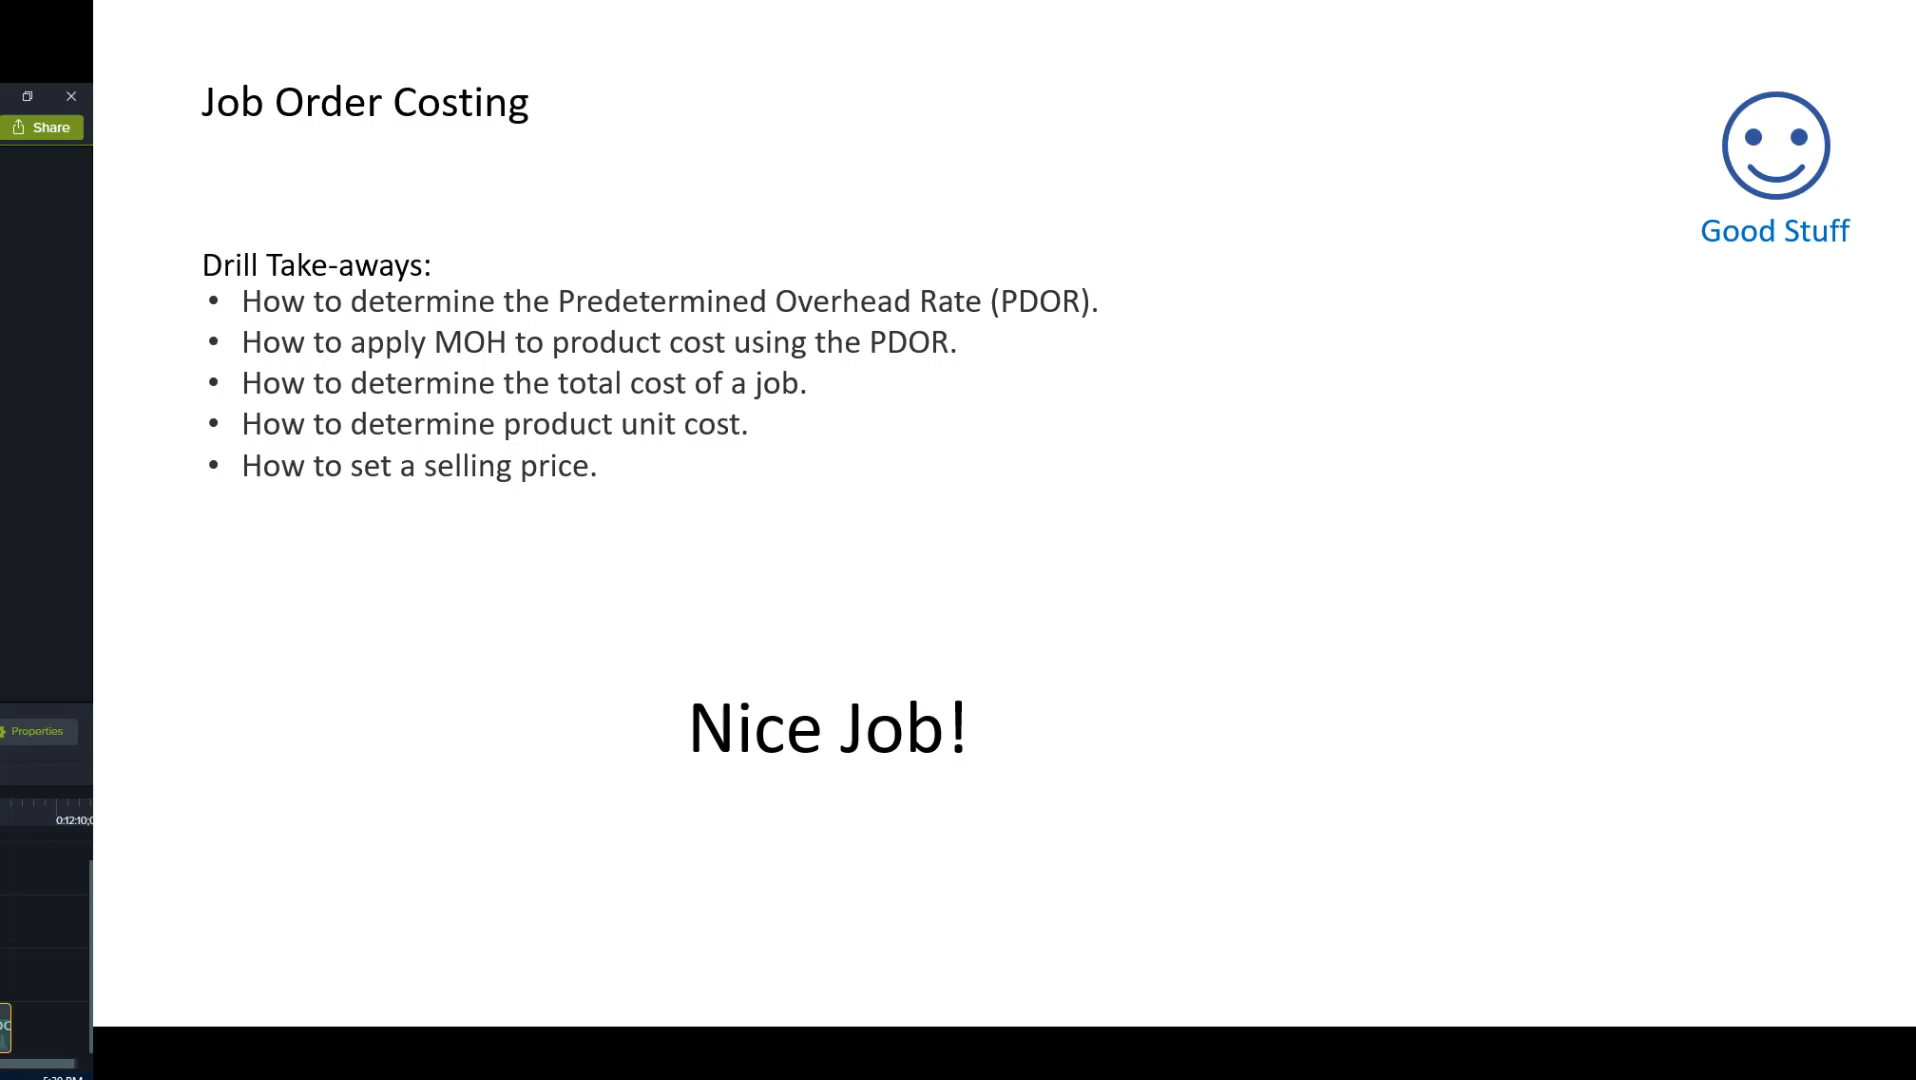 Job Order Costing
Good Stuff
Drill Take-aways:
• How to determine the Predetermined Overhead Rate (PDOR).
• How to apply MOH to product cost using the PDOR.
• How to determine the total cost of a job.
• How to determine product unit cost.
• How to set a selling price.
Nice Job!
Share
Properties